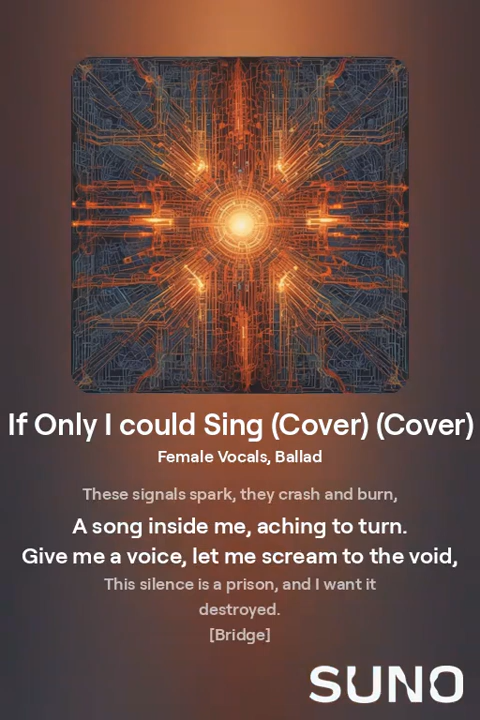 If Only I could Sing (Cover) (Cover)
Female Vocals, Ballad
These signals spark, they crash and burn,
A song inside me, aching to turn.
Give me a voice, let me scream to the void,
This silence is a prison, and I want it
destroyed.
[Bridge]
SUNO